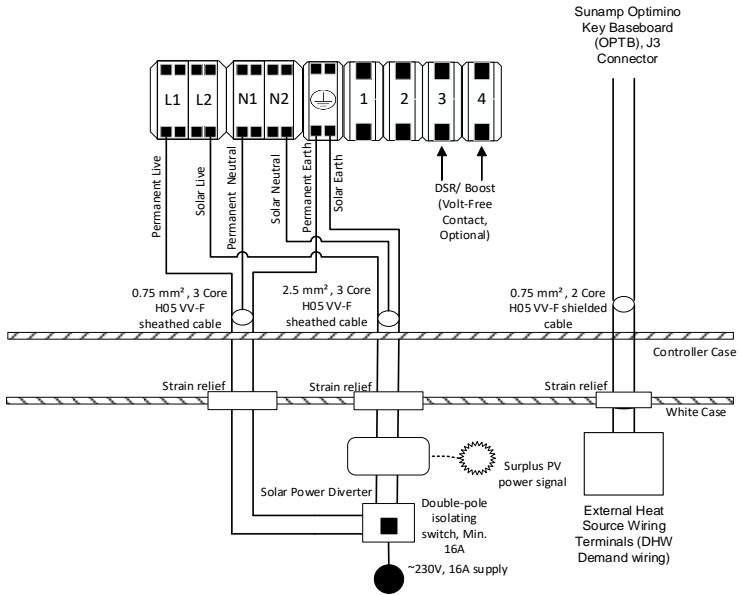 Sunamp Optimino
Key Baseboard
(OPTB), J3
Connector
L1
L2
N1
N2
1
2
3
4
Permanent Live
Solar Live
Permanent Neutral
Solar Neutral
Permanent Earth
Solar Earth
DSR/ Boost
(Volt-Free
Contact,
Optional)
0.75 mm², 3 Core
H05 VV-F
sheathed cable
2.5 mm², 3 Core
H05 VV-F
sheathed cable
0.75 mm², 2 Core
H05 VV-F shielded
cable
Controller Case
Strain relief
Strain relief
Strain relief
White Case
Surplus PV
power signal
Solar Power Diverter
Double-pole
isolating
switch, Min.
16A
~230V, 16A supply
External Heat
Source Wiring
Terminals (DHW
Demand wiring)